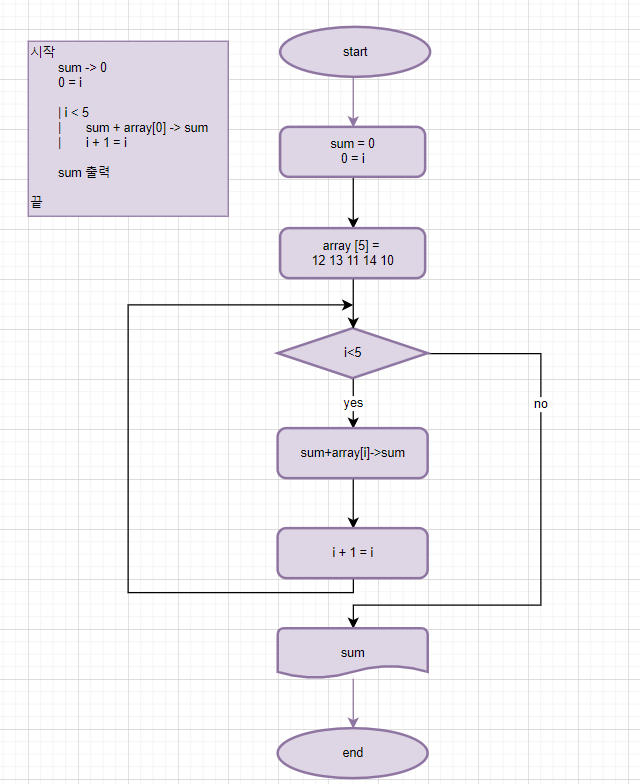 시작
sum -> 0
0 = i
| i < 5
| sum + array[0] -> sum
| i + 1 = i
sum 출력
끝
start
sum = 0
0 = i
array [5] =
12 13 11 14 10
i<5
yes
no
sum+array[i]->sum
i + 1 = i
sum
end